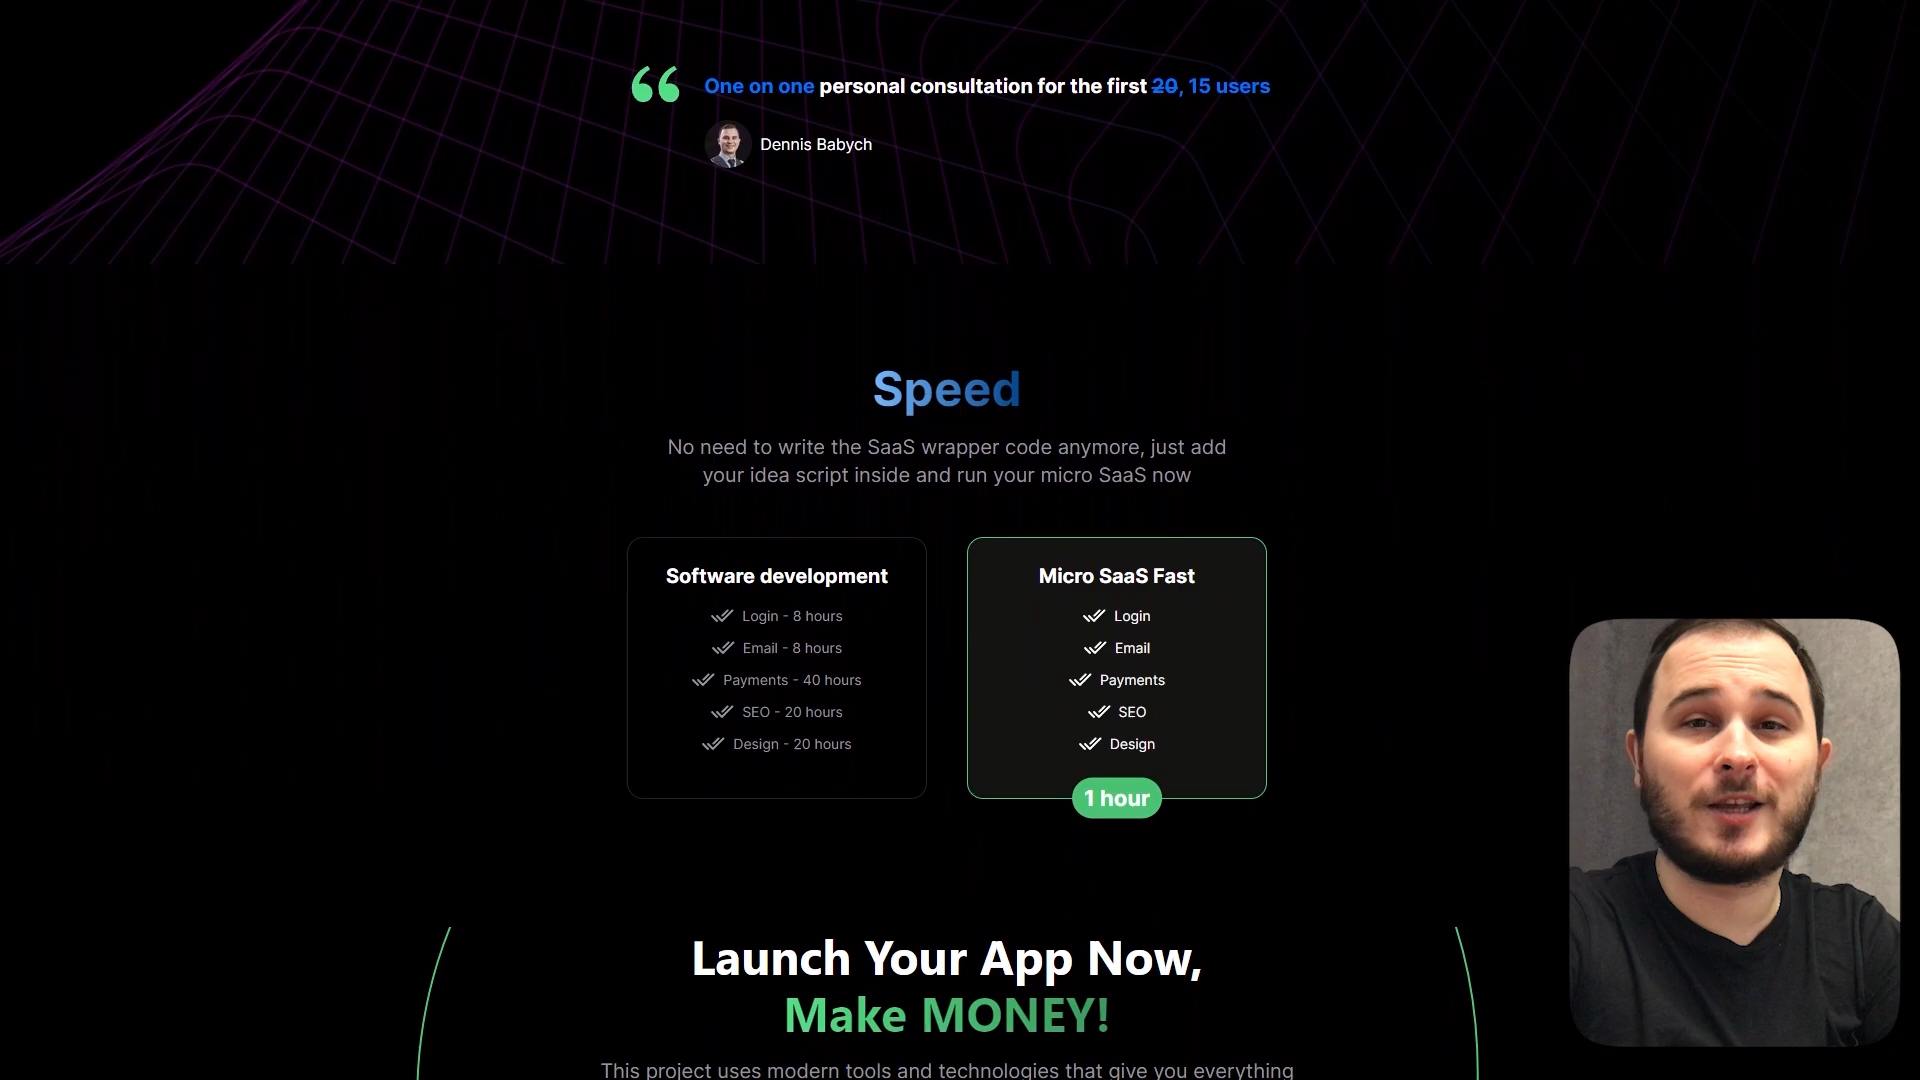 One on one personal consultation for the first 20, 15 users
Dennis Babych
Speed
No need to write the SaaS wrapper code anymore, just add
your idea script inside and run your micro SaaS now
Software development
Login - 8 hours
Email - 8 hours
Payments - 40 hours
SEO - 20 hours
Design - 20 hours
Micro SaaS Fast
Login
Email
Payments
SEO
Design
1 hour
Launch Your App Now,
Make MONEY!
This project uses modern tools and technologies that give you everything